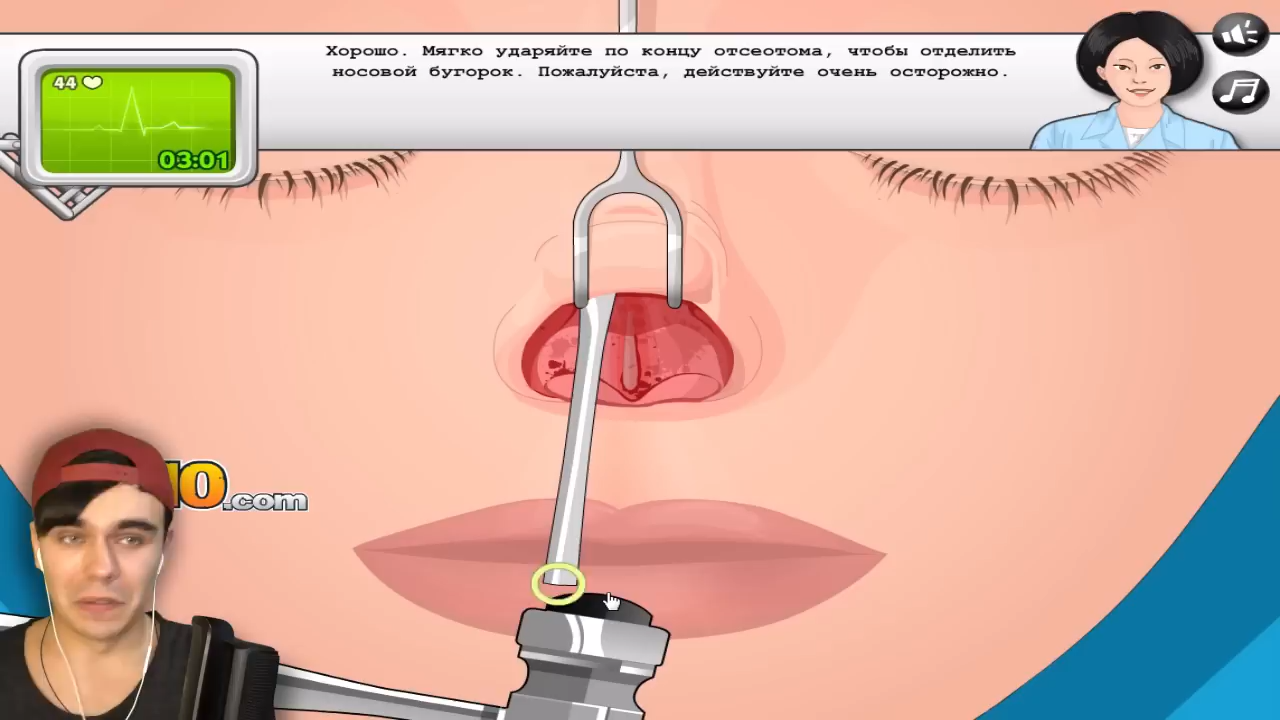 Хорошо. Мягко ударяйте по концу отсеотома, чтобы отделить
носовой бугорок. Пожалуйста, действуйте очень осторожно.
44
03:01
.com